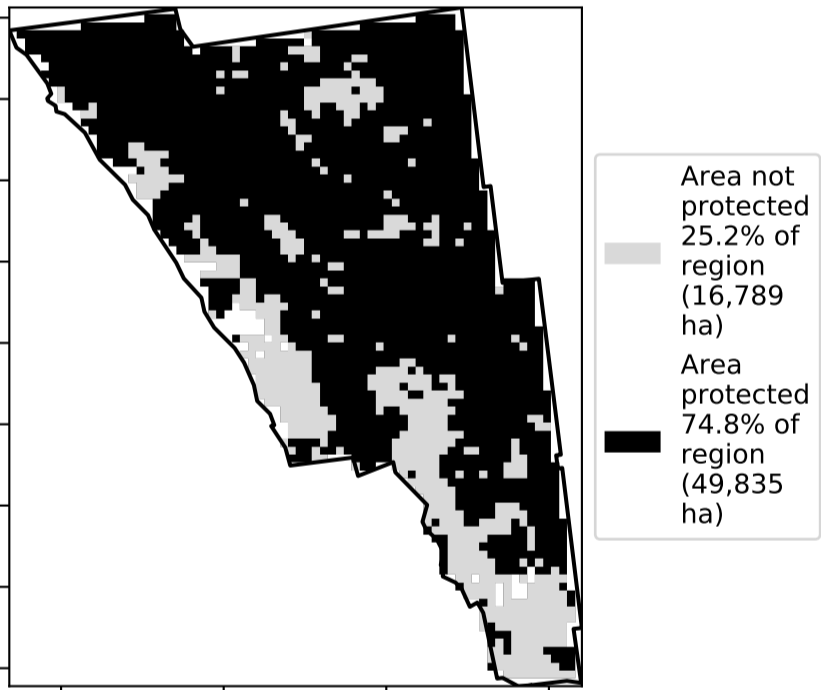 Area not
protected
25.2% of
region
(16,789
ha)
Area
protected
74.8% of
region
(49,835
ha)